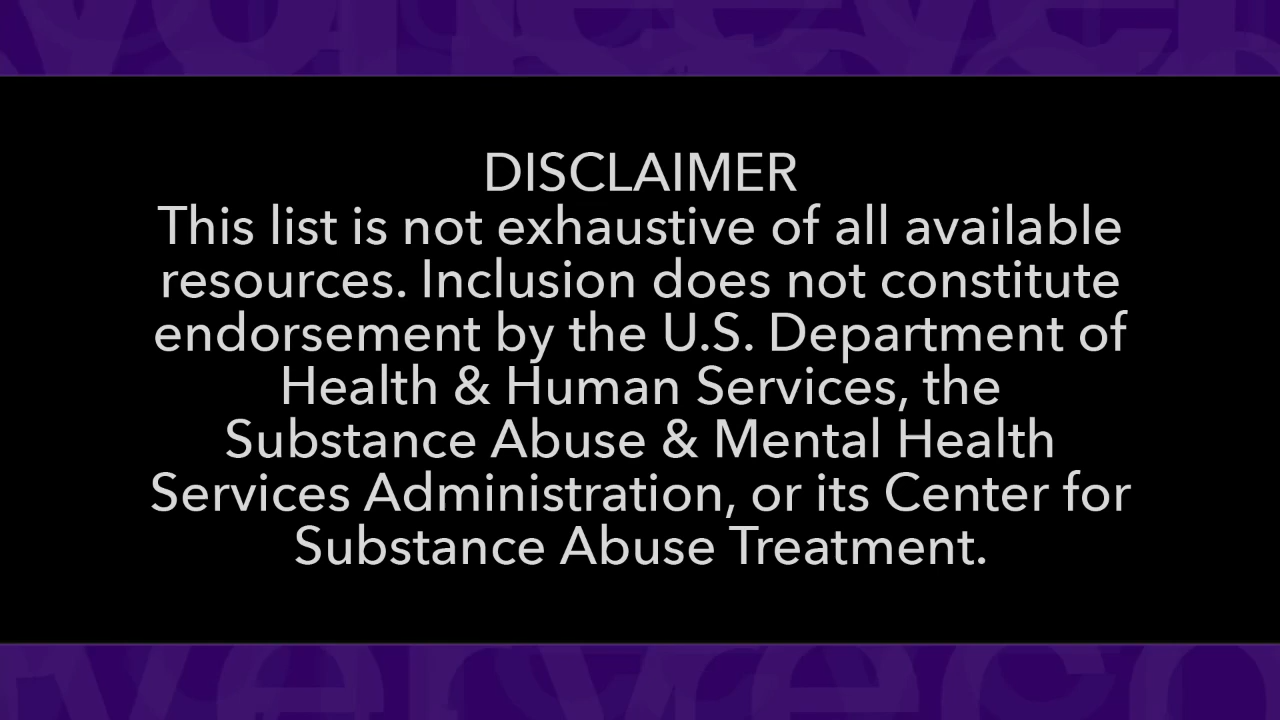 DISCLAIMER
This list is not exhaustive of all available
resources. Inclusion does not constitute
endorsement by the U.S. Department of
Health & Human Services, the
Substance Abuse & Mental Health
Services Administration, or its Center for
Substance Abuse Treatment.